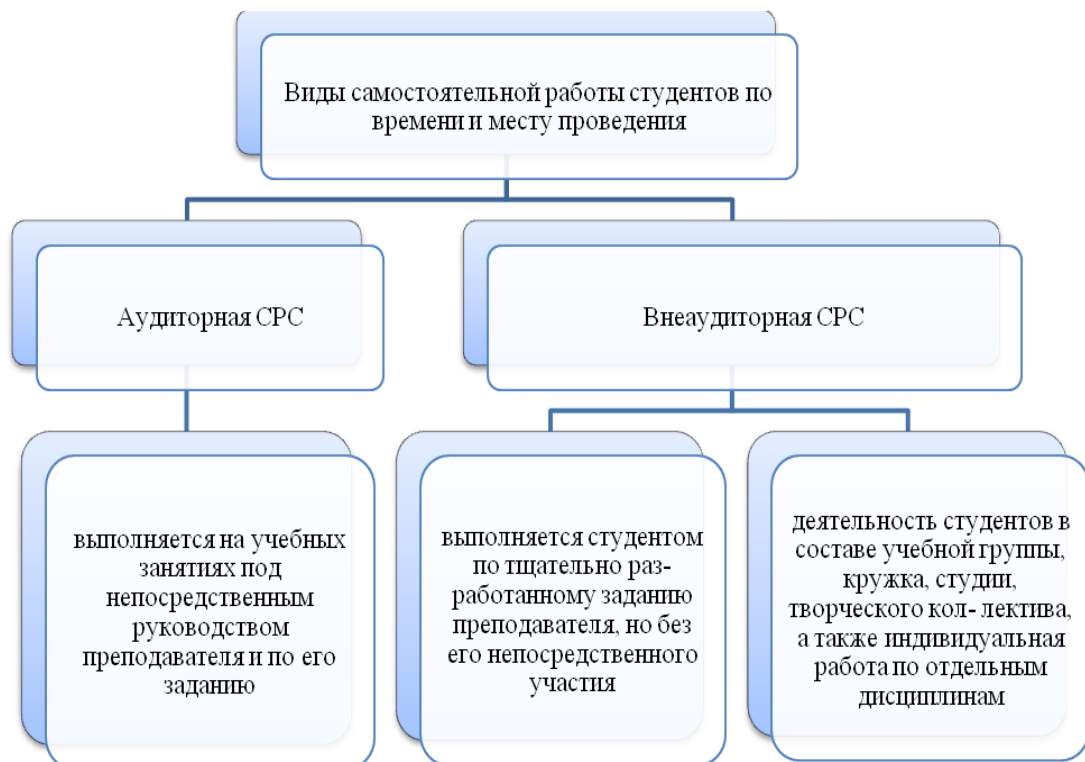 Виды самостоятельной работы студентов по
времени и месту проведения
Аудиторная СРС
Внеаудиторная СРС
выполняется на учебных
занятиях под
непосредственным
руководством
преподавателя и по его
заданию
выполняется студентом
по тщательно раз-
работанному заданию
преподавателя, но без
его непосредственного
участия
деятельность студентов в
составе учебной группы,
кружка, студии,
творческого кол- лектива,
а также индивидуальная
работа по отдельным
дисциплинам